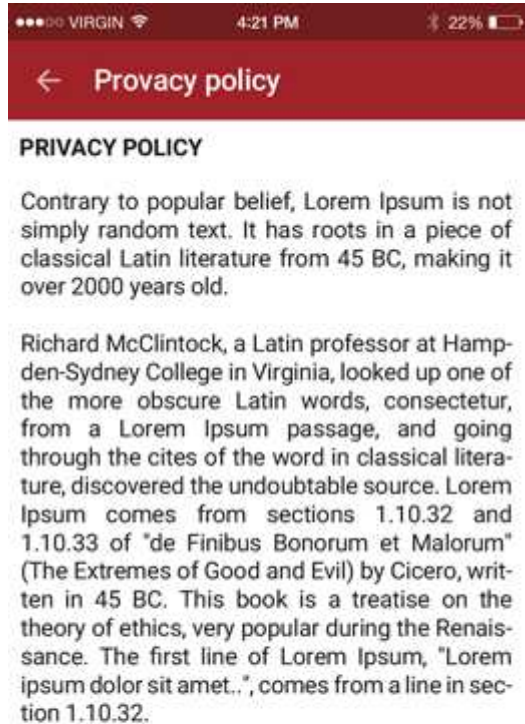 VIRGIN 4:21 PM 22%
Provacy policy
PRIVACY POLICY
Contrary to popular belief, Lorem Ipsum is not
simply random text. It has roots in a piece of
classical Latin literature from 45 BC, making it
over 2000 years old.
Richard McClintock, a Latin professor at Hamp-
den-Sydney College in Virginia, looked up one of
the more obscure Latin words, consectetur,
from a Lorem Ipsum passage, and going
through the cites of the word in classical litera-
ture, discovered the undoubtable source. Lorem
Ipsum comes from sections 1.10.32 and
1.10.33 of "de Finibus Bonorum et Malorum"
(The Extremes of Good and Evil) by Cicero, writ-
ten in 45 BC. This book is a treatise on the
theory of ethics, very popular during the Renais-
sance. The first line of Lorem Ipsum, "Lorem
ipsum dolor sit amet..", comes from a line in sec-
tion 1.10.32.